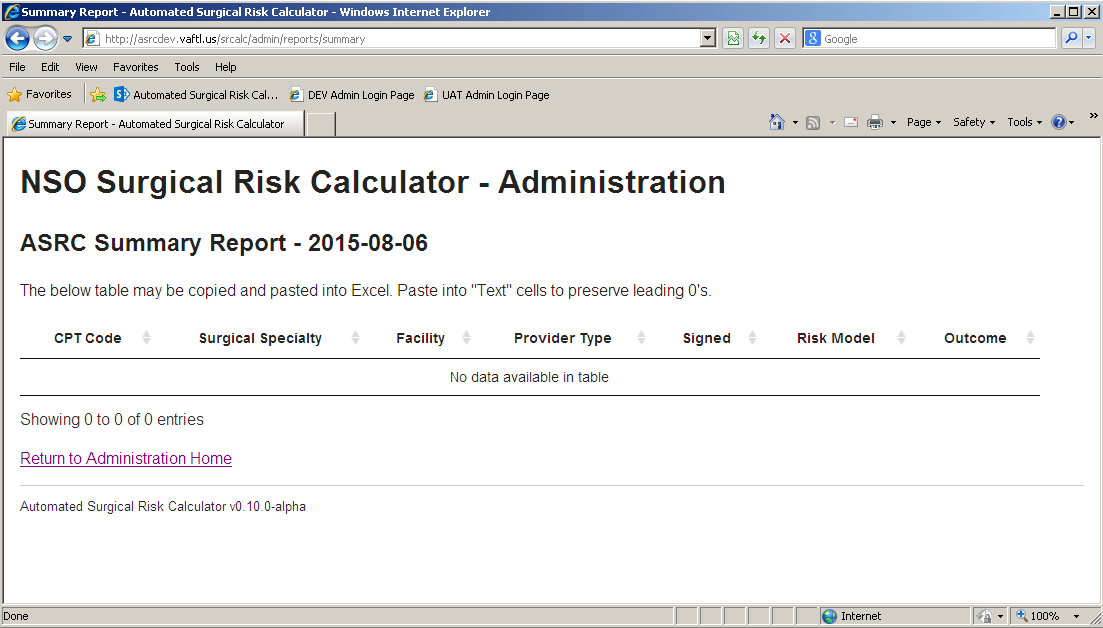 Summary Report - Automated Surgical Risk Calculator - Windows Internet Explorer
http://asrcdev.vaftl.us/srcalc/admin/reports/summary
Google
File Edit View Favorites Tools Help
Favorites Automated Surgical Risk Cal... DEV Admin Login Page UAT Admin Login Page
Summary Report - Automated Surgical Risk Calculator Page Safety Tools »
NSO Surgical Risk Calculator - Administration
ASRC Summary Report - 2015-08-06
The below table may be copied and pasted into Excel. Paste into "Text" cells to preserve leading 0's.
CPT Code Surgical Specialty Facility Provider Type Signed Risk Model Outcome
No data available in table
Showing 0 to 0 of 0 entries
Return to Administration Home
Automated Surgical Risk Calculator v0.10.0-alpha
Done Internet 100%